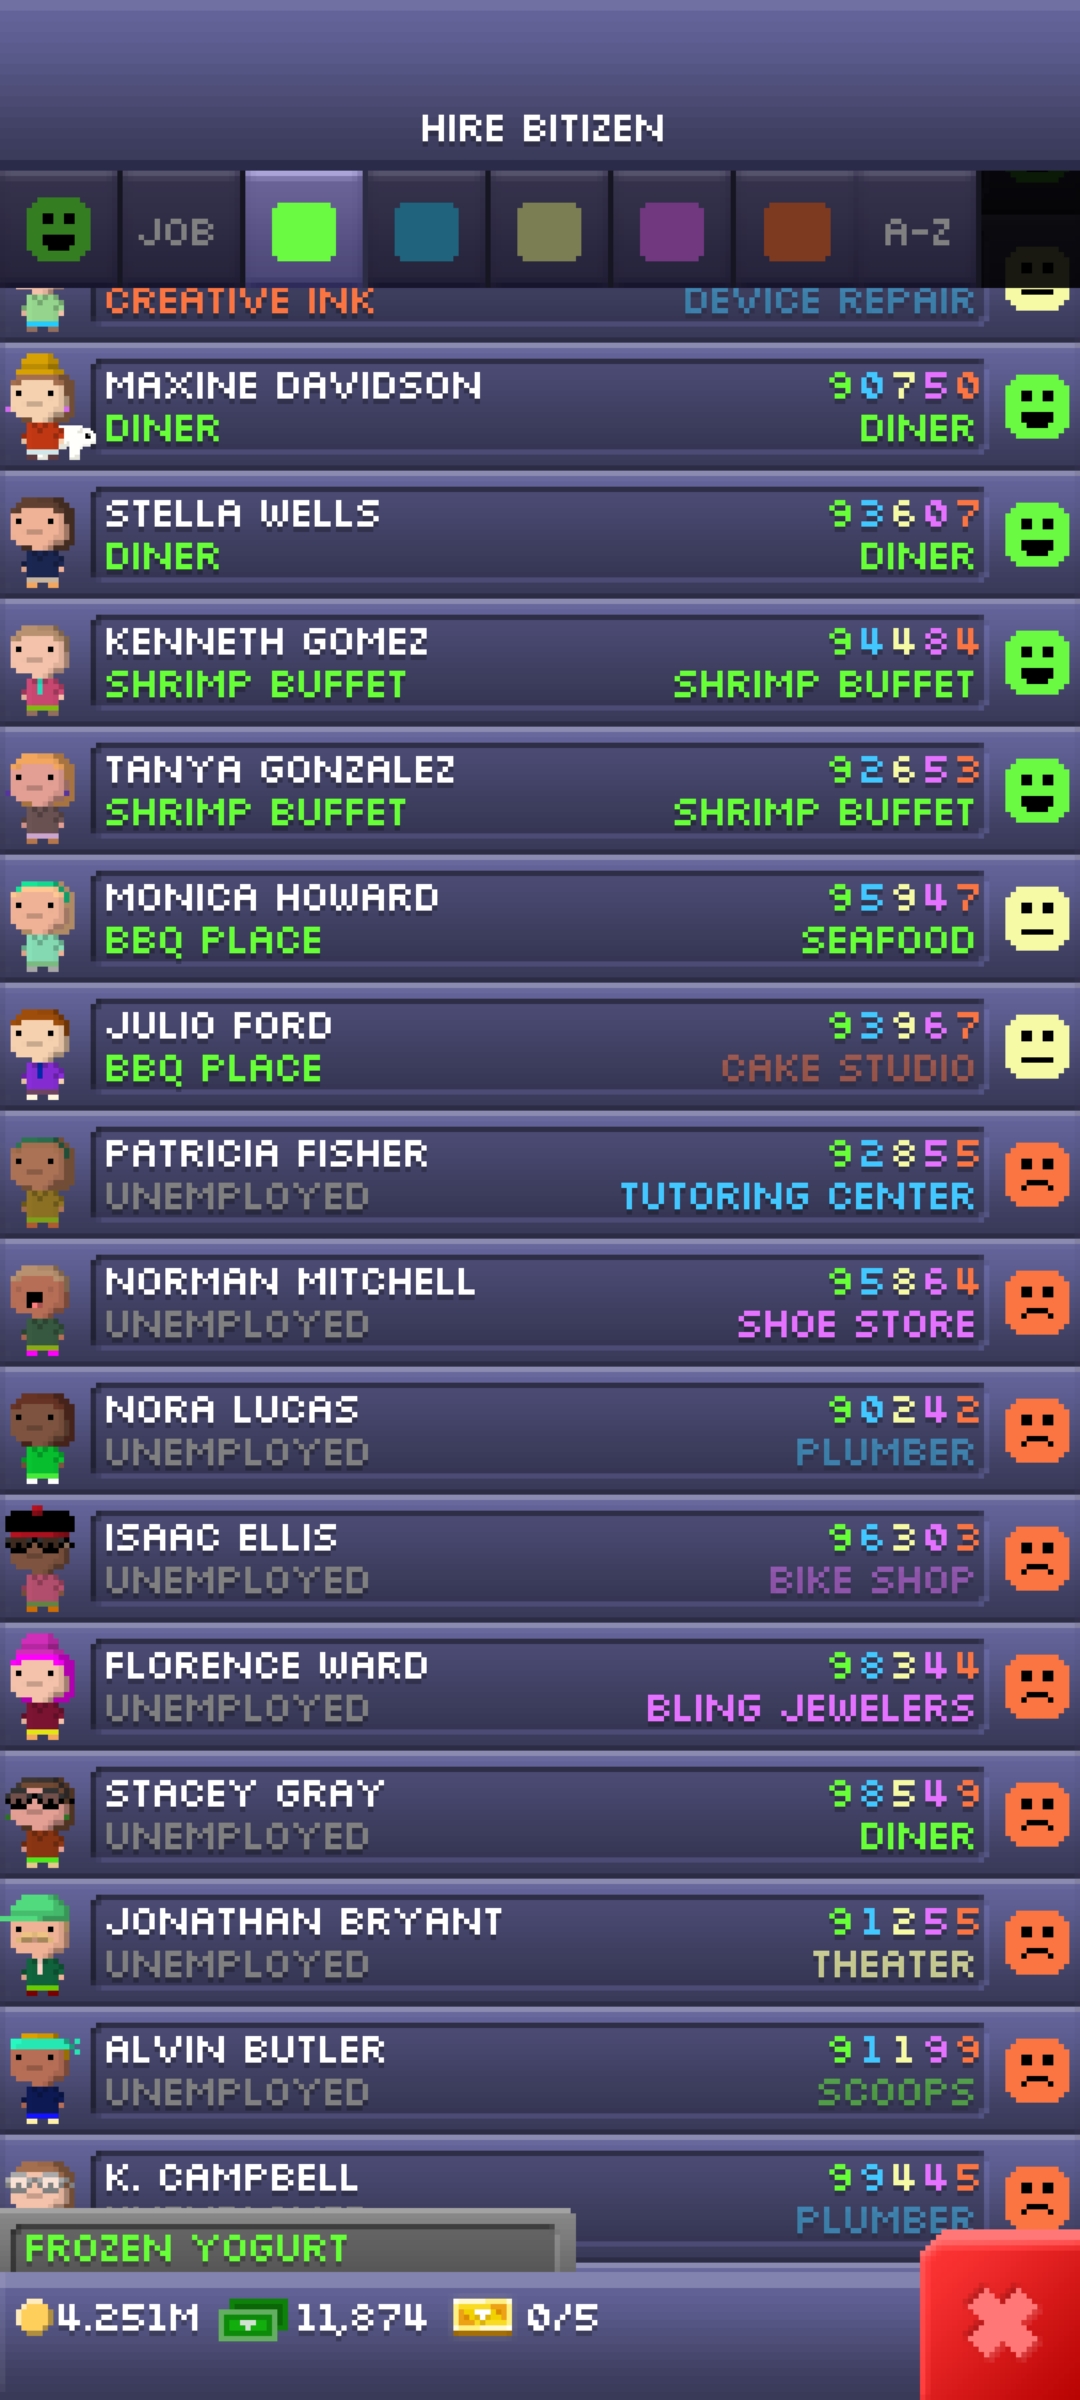 HIRE BITIZEN
JOB A-Z
CREATIVE INK DEVICE REPAIR
MAXINE DAVIDSON 90750
DINER DINER
STELLA WELLS 93607
DINER DINER
KENNETH GOMEZ 94484
SHRIMP BUFFET SHRIMP BUFFET
TANYA GONZALEZ 92653
SHRIMP BUFFET SHRIMP BUFFET
MONICA HOWARD 95947
BBQ PLACE SEAFOOD
JULIO FORD 93967
BBQ PLACE CAKE STUDIO
PATRICIA FISHER 92855
UNEMPLOYED TUTORING CENTER
NORMAN MITCHELL 95864
UNEMPLOYED SHOE STORE
NORA LUCAS 90242
UNEMPLOYED PLUMBER
ISAAC ELLIS 96303
UNEMPLOYED BIKE SHOP
FLORENCE WARD 98344
UNEMPLOYED BLING JEWELERS
STACEY GRAY 98549
UNEMPLOYED DINER
JONATHAN BRYANT 91255
UNEMPLOYED THEATER
ALVIN BUTLER 91199
UNEMPLOYED SCOOPS
K. CAMPBELL 99445
PLUMBER
FROZEN YOGURT
4.251M 11,874 0/5